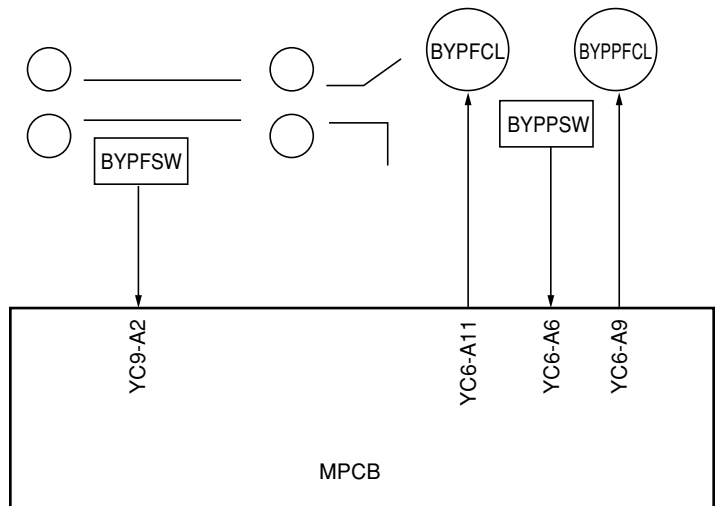 BYPFCL
BYPPFCL
BYPPSW
BYPFSW
YC9-A2
YC6-A11
YC6-A6
YC6-A9
MPCB